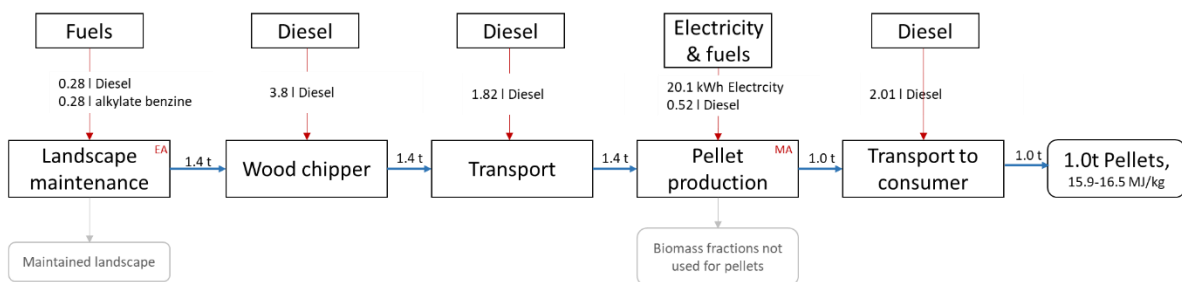 Fuels
Diesel
Diesel
Electricity
& fuels
Diesel
0.28 l Diesel
0.28 l alkylate benzine
3.8 l Diesel
1.82 l Diesel
20.1 kWh Electrcity
0.52 l Diesel
2.01 l Diesel
Landscape
maintenance
EA
1.4 t
Wood chipper
1.4 t
Transport
1.4 t
Pellet
production
MA
1.0 t
Transport to
consumer
1.0 t
1.0t Pellets,
15.9-16.5 MJ/kg
Maintained landscape
Biomass fractions not
used for pellets